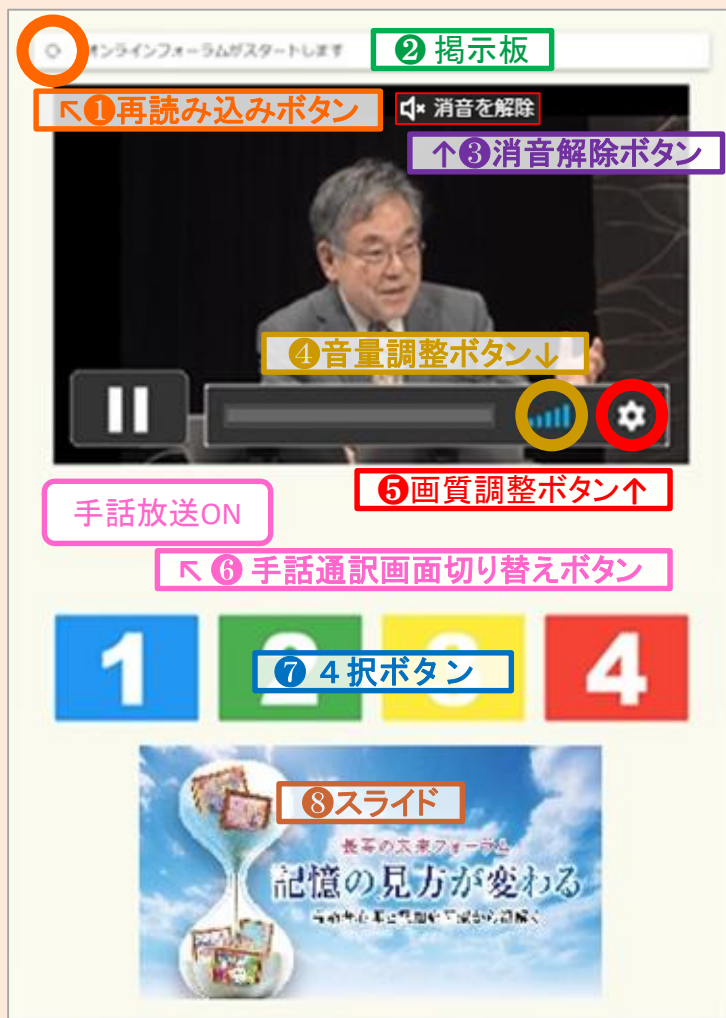 オンラインフォーラムがスタートします
❷ 掲示板
↖❶再読み込みボタン
消音を解除
↑❸消音解除ボタン
❹音量調整ボタン↓
❺画質調整ボタン↑
手話放送ON
↖❻ 手話通訳画面切り替えボタン
1 2 3 4
❼ ４択ボタン
❽スライド
長寿の未来フォーラム
記憶の見方が変わる